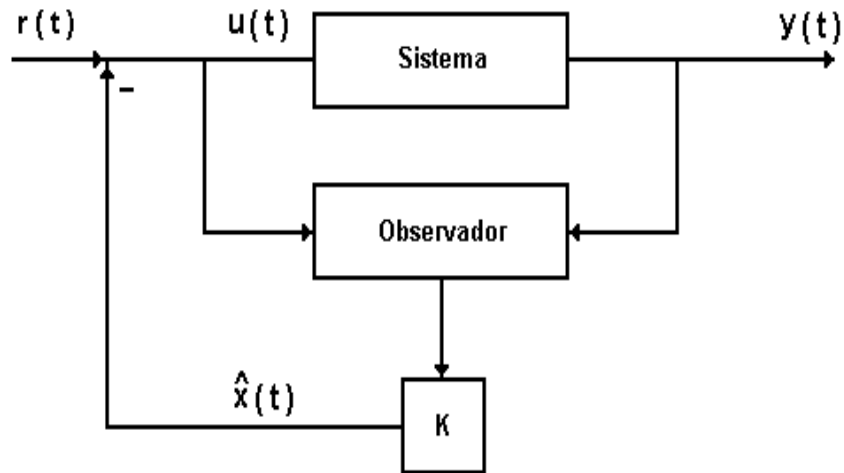 r(t)
u(t)
y(t)
Sistema
−
Observador
x̂(t)
K